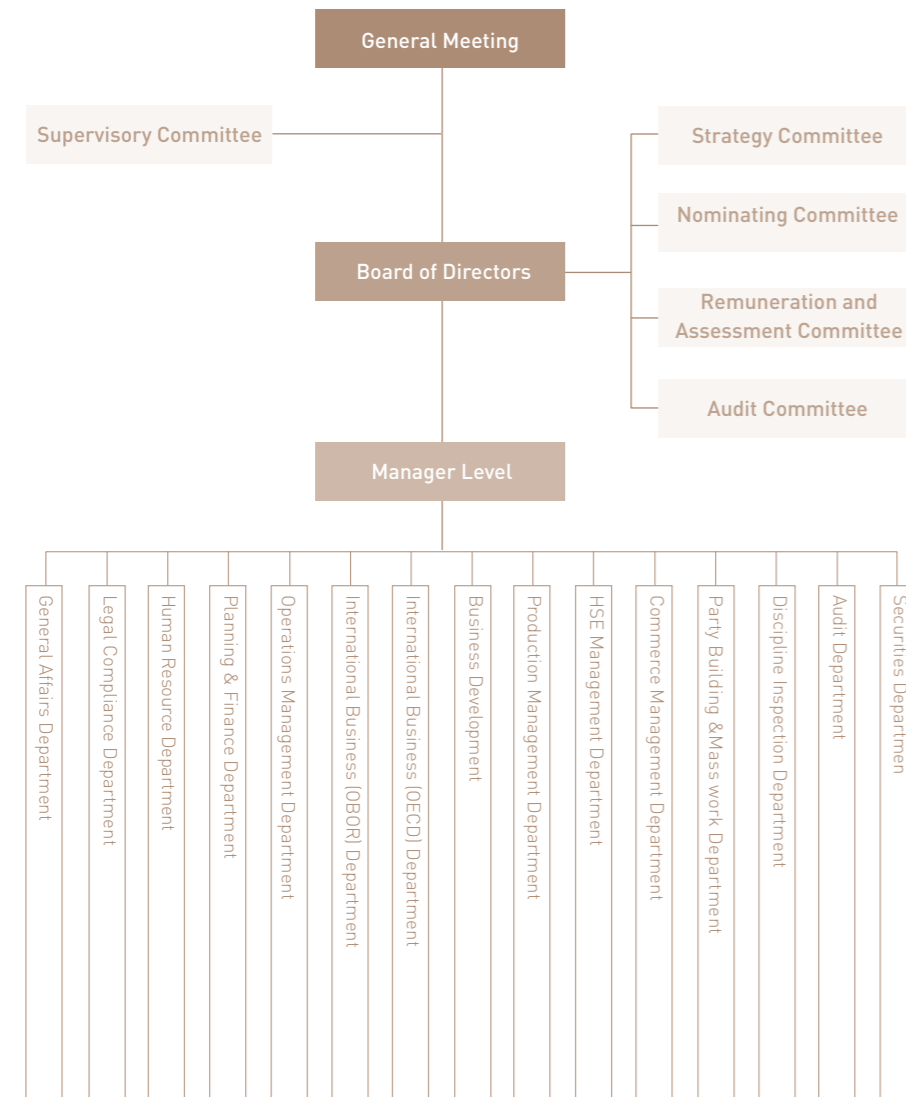 General Meeting
Supervisory Committee
Strategy Committee
Nominating Committee
Board of Directors
Remuneration and
Assessment Committee
Audit Committee
Manager Level
General Affairs Department
Legal Compliance Department
Human Resource Department
Planning & Finance Department
Operations Management Department
International Business (OBOR) Department
International Business (OECD) Department
Business Development
Production Management Department
HSE Management Department
Commerce Management Department
Party Building &Mass work Department
Discipline Inspection Department
Audit Department
Securities Departmen